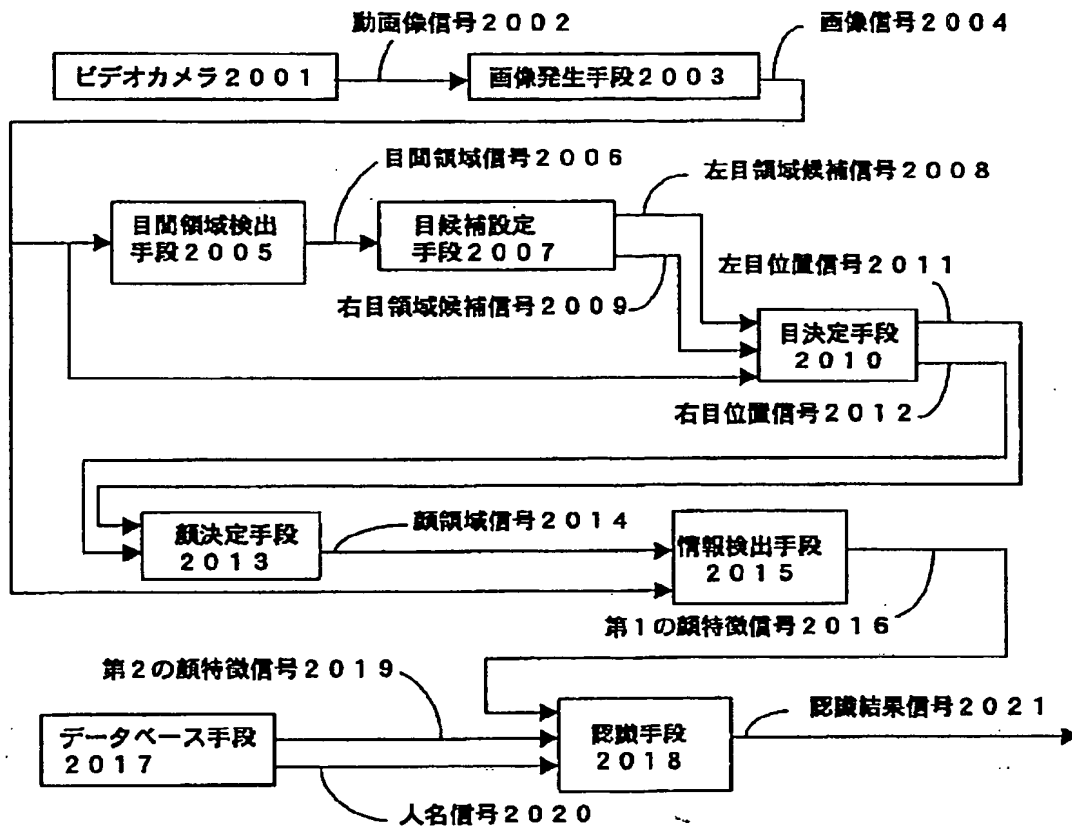 動画像信号２００２
画像信号２００４
ビデオカメラ２００１
画像発生手段２００３
目間領域信号２００６
左目領域候補信号２００８
目間領域検出
手段２００５
目候補設定
手段２００７
右目領域候補信号２００９
左目位置信号２０１１
目決定手段
２０１０
右目位置信号２０１２
顔決定手段
２０１３
顔領域信号２０１４
情報検出手段
２０１５
第１の顔特徴信号２０１６
第２の顔特徴信号２０１９
データベース手段
２０１７
認識手段
２０１８
認識結果信号２０２１
人名信号２０２０